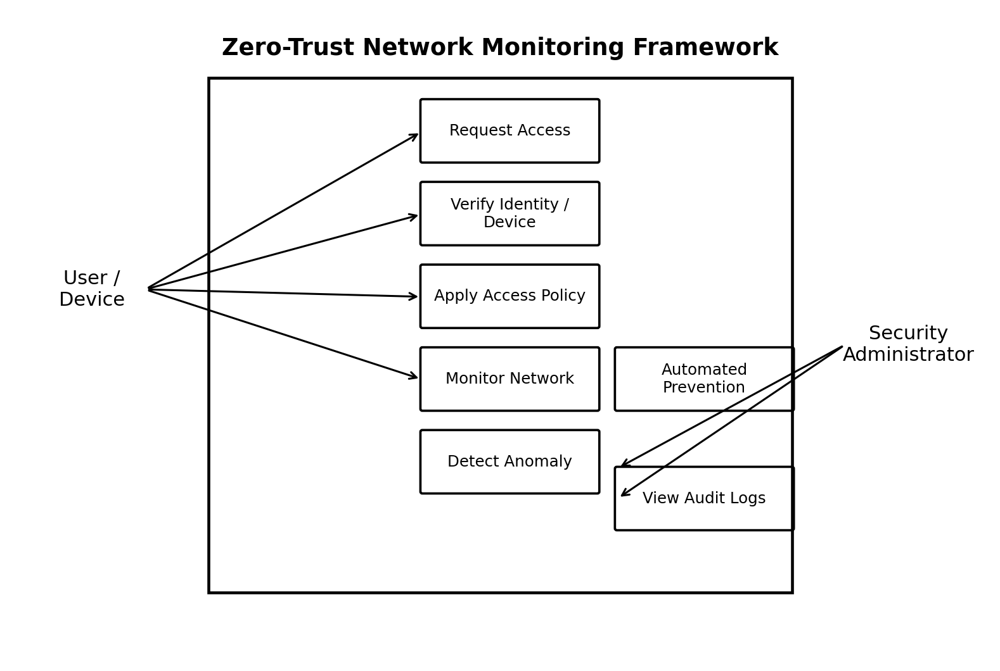 Zero-Trust Network Monitoring Framework
Request Access
Verify Identity /
Device
User /
Device
Apply Access Policy
Security
Administrator
Monitor Network
Automated
Prevention
Detect Anomaly
View Audit Logs